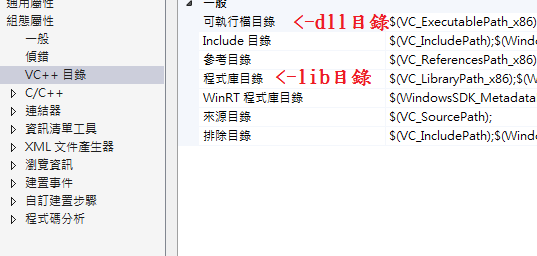 通用屬性
組態屬性
一般
偵錯
VC++ 目錄
C/C++
連結器
資訊清單工具
XML 文件產生器
瀏覽資訊
建置事件
自訂建置步驟
程式碼分析
一般
可執行檔目錄 <-dll目錄 $(VC_ExecutablePath_x86)
Include 目錄 $(VC_IncludePath);$(Windo
參考目錄 $(VC_ReferencesPath_x86)
程式庫目錄 <-lib目錄 $(VC_LibraryPath_x86);$(W
WinRT 程式庫目錄 $(WindowsSDK_Metadata
來源目錄 $(VC_SourcePath);
排除目錄 $(VC_IncludePath);$(Windo